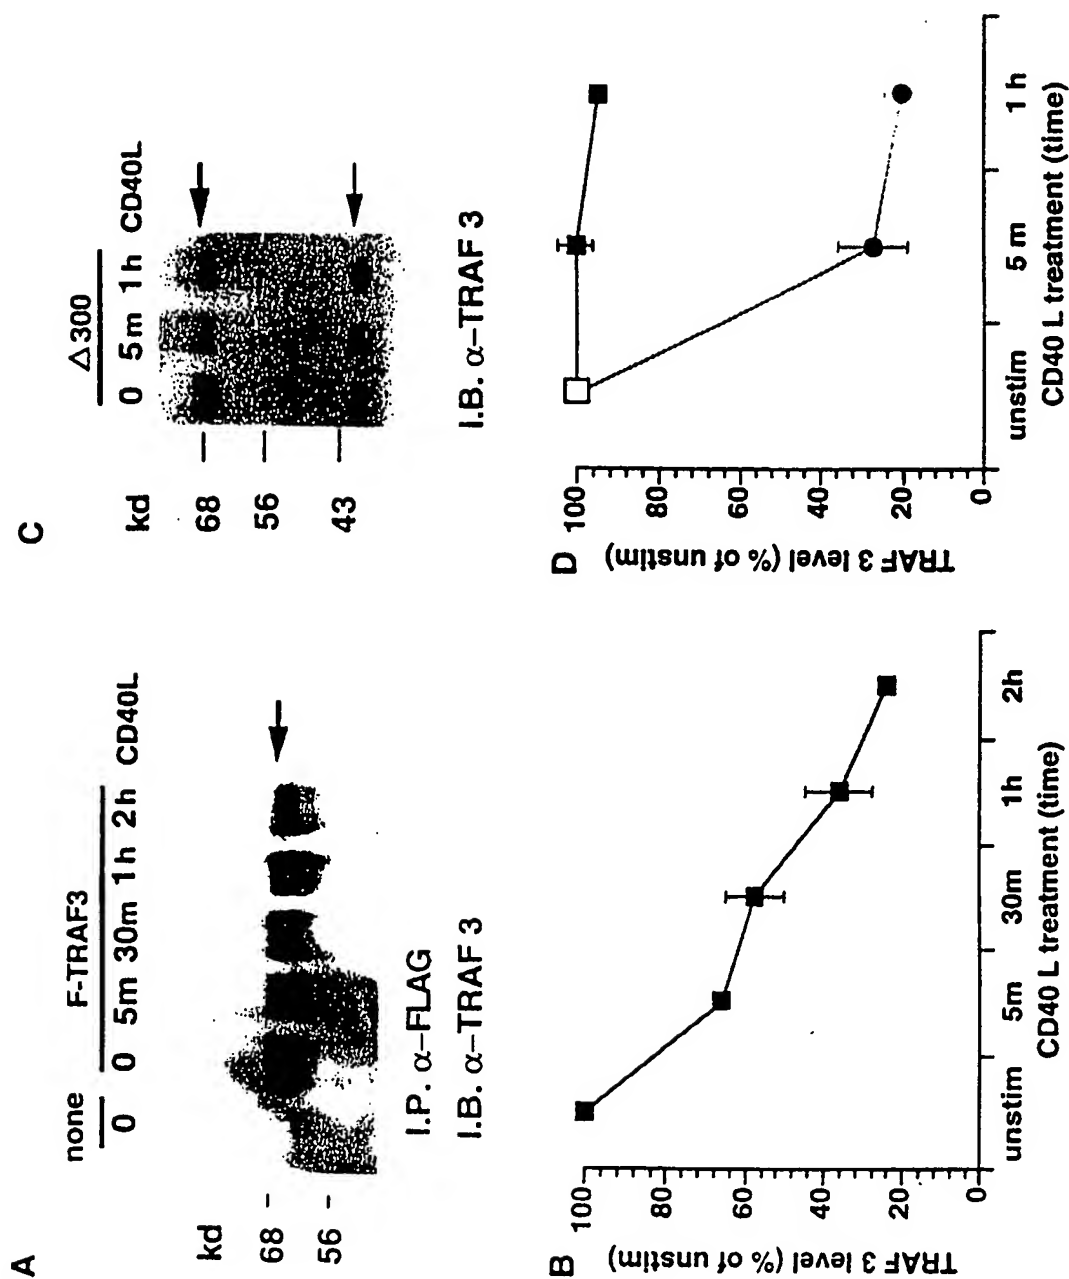 A
none F-TRAF3
0 0 5m 30m 1h 2h CD40L
kd
68
56
I.P. α-FLAG
I.B. α-TRAF 3
B
TRAF 3 level (% of unstim)
100
80
60
40
20
0
unstim 5m 30m 1h 2h
CD40 L treatment (time)
C
Δ300
0 5m 1h CD40L
kd
68
56
43
I.B. α-TRAF 3
D
TRAF 3 level (% of unstim)
100
80
60
40
20
0
unstim 5 m 1 h
CD40 L treatment (time)